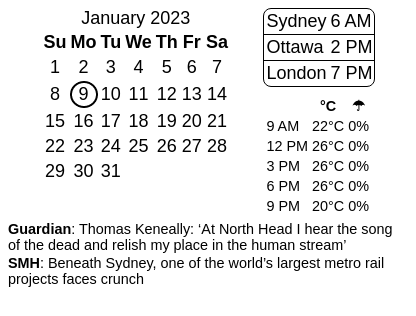 January 2023
Su Mo Tu We Th Fr Sa
1 2 3 4 5 6 7
8 9 10 11 12 13 14
15 16 17 18 19 20 21
22 23 24 25 26 27 28
29 30 31
Sydney 6 AM
Ottawa 2 PM
London 7 PM
°C ☂
9 AM 22°C 0%
12 PM 26°C 0%
3 PM 26°C 0%
6 PM 26°C 0%
9 PM 20°C 0%
Guardian: Thomas Keneally: ‘At North Head I hear the song
of the dead and relish my place in the human stream’
SMH: Beneath Sydney, one of the world’s largest metro rail
projects faces crunch